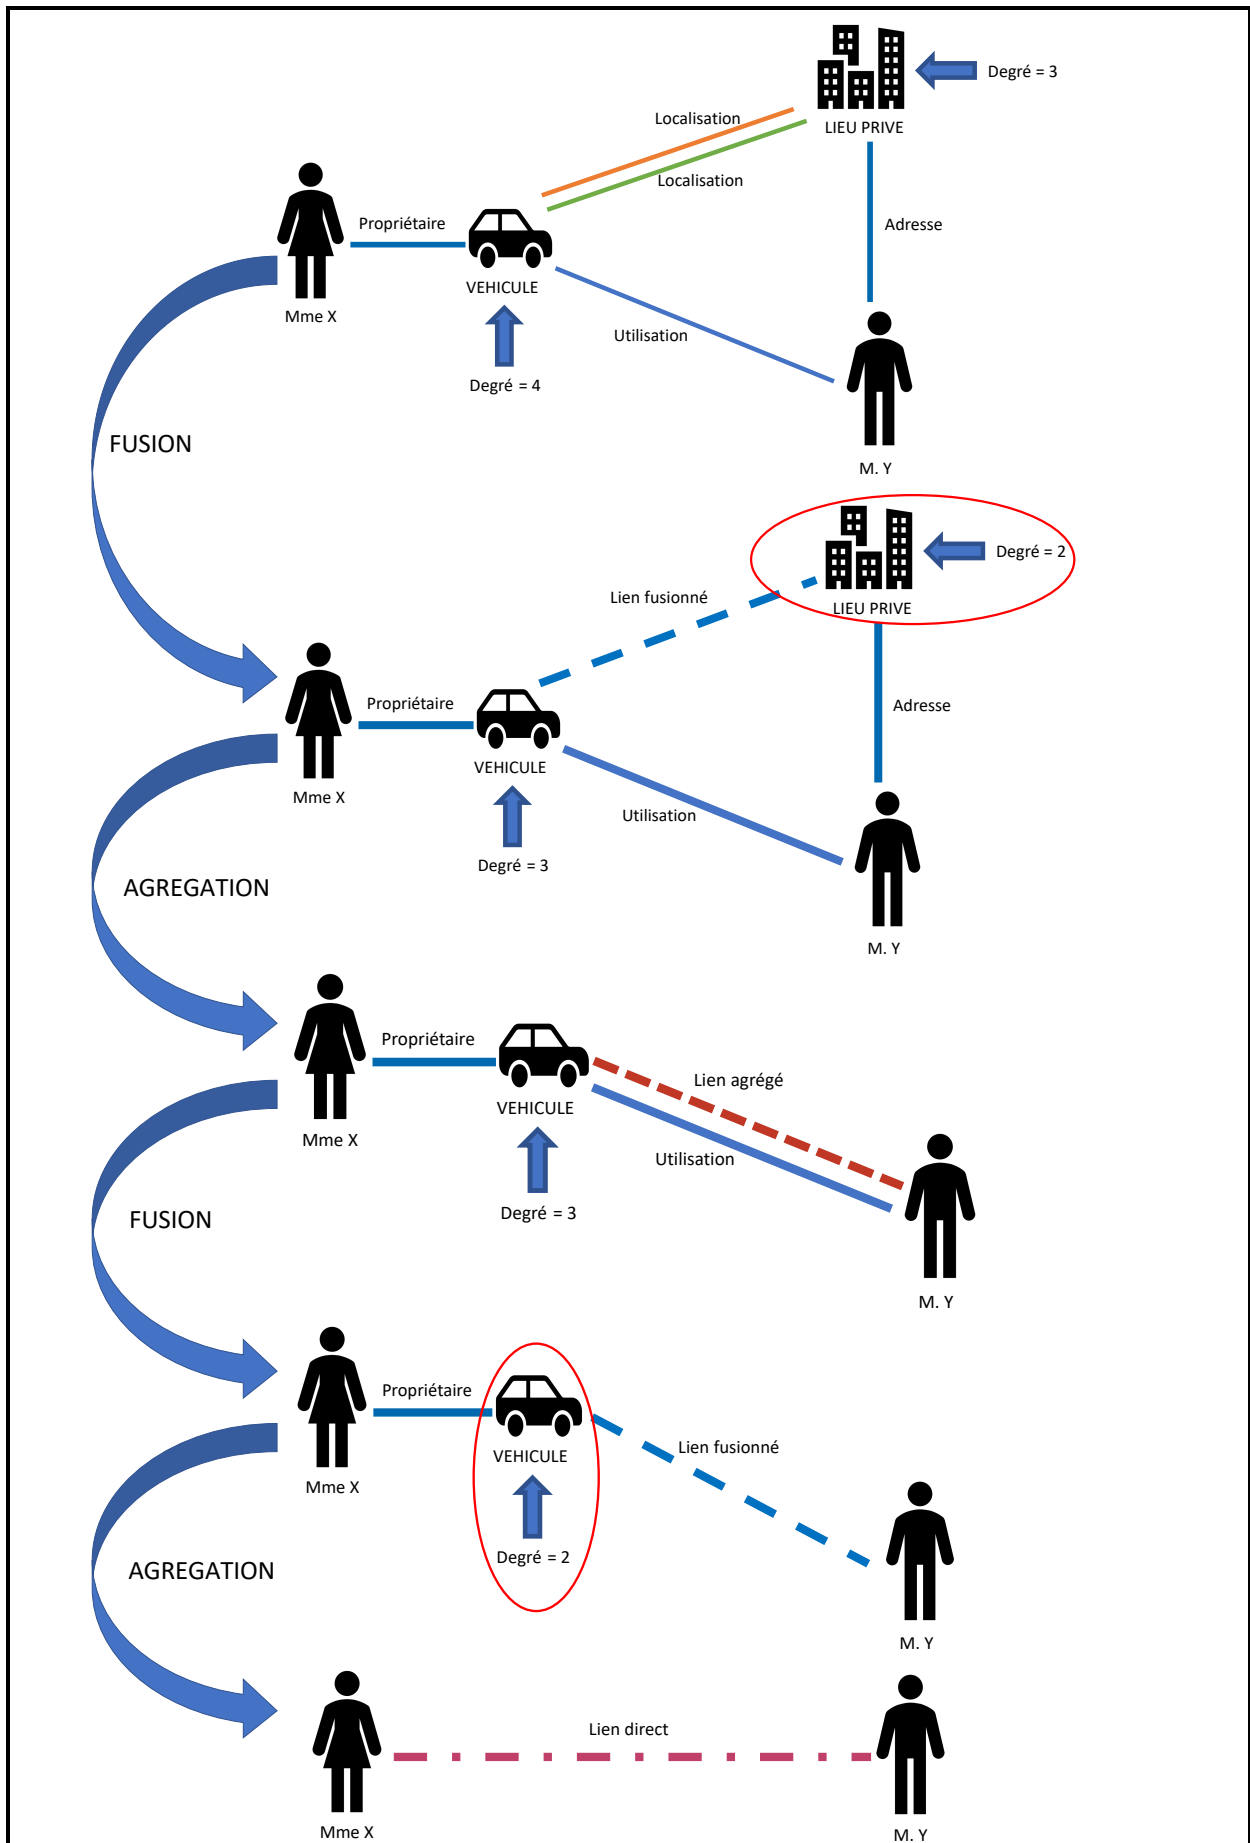 Degré = 3
Localisation
LIEU PRIVE
Localisation
Propriétaire
Adresse
VEHICULE
Mme X
Utilisation
Degré = 4
FUSION
M. Y
Degré = 2
Lien fusionné
LIEU PRIVE
Propriétaire
Adresse
VEHICULE
Mme X
Utilisation
Degré = 3
AGREGATION
M. Y
Propriétaire
Lien agrégé
VEHICULE
Mme X
Utilisation
Degré = 3
FUSION
M. Y
Propriétaire
Lien fusionné
VEHICULE
Mme X
Degré = 2
AGREGATION
M. Y
Lien direct
Mme X
M. Y